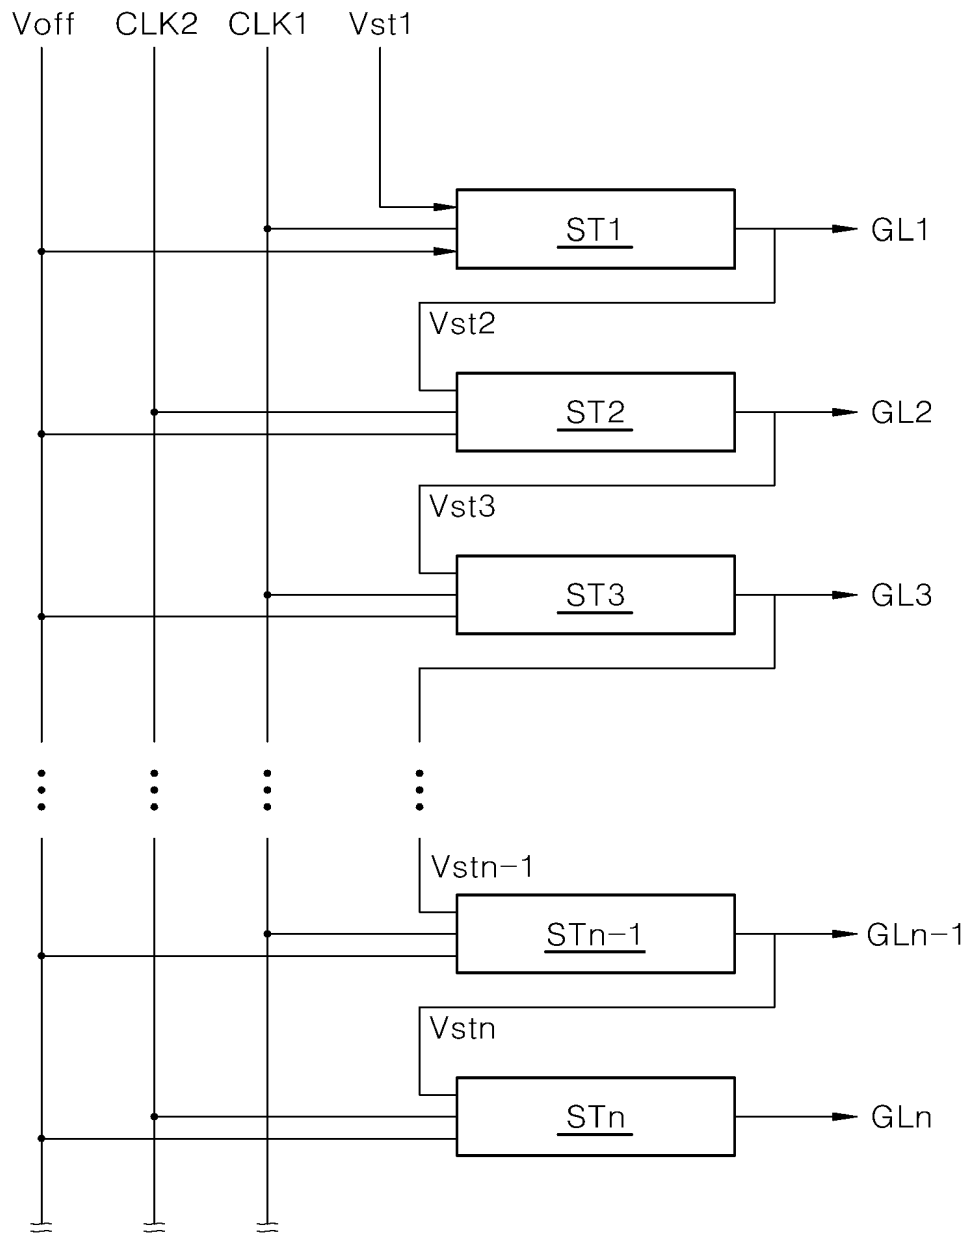 Voff CLK2 CLK1 Vst1
ST1 GL1
Vst2
ST2 GL2
Vst3
ST3 GL3
Vstn-1
STn-1 GLn-1
Vstn
STn GLn